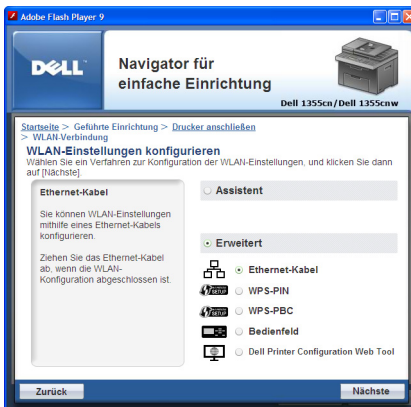 Adobe Flash Player 9
DELL
Navigator für
einfache Einrichtung
Dell 1355cn/Dell 1355cnw
Startseite > Geführte Einrichtung > Drucker anschließen
> WLAN-Verbindung
WLAN-Einstellungen konfigurieren
Wählen Sie ein Verfahren zur Konfiguration der WLAN-Einstellungen, und klicken Sie dann
auf [Nächste].
Ethernet-Kabel
Sie können WLAN-Einstellungen
mithilfe eines Ethernet-Kabels
konfigurieren.
Ziehen Sie das Ethernet-Kabel
ab, wenn die WLAN-
Konfiguration abgeschlossen ist.
Assistent
Erweitert
Ethernet-Kabel
SETUP
WPS-PIN
SETUP
WPS-PBC
Bedienfeld
Dell Printer Configuration Web Tool
Zurück
Nächste